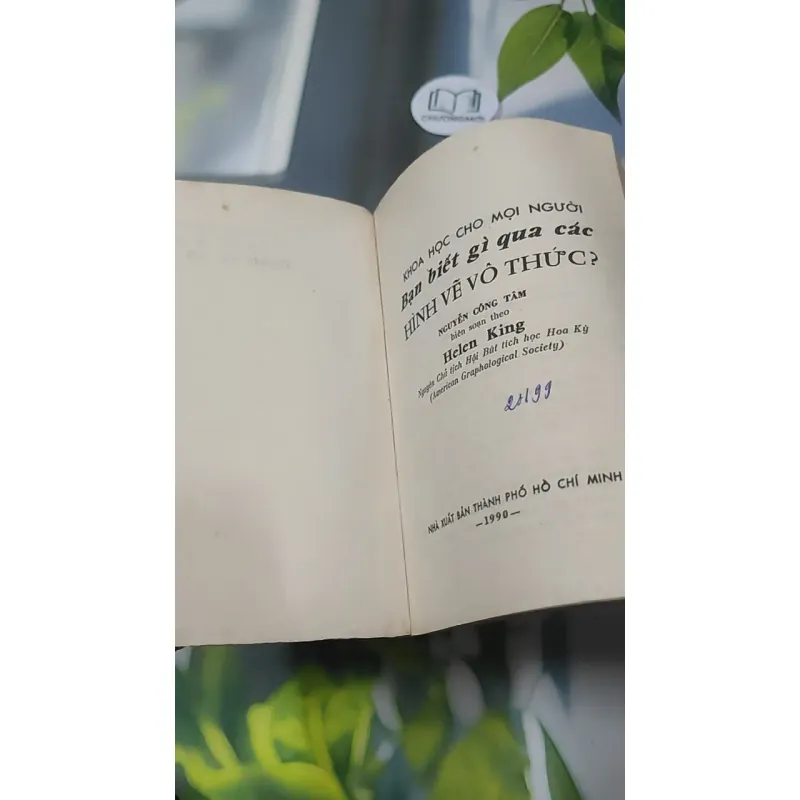 CHUONGMOI
KHOA HỌC CHO MỌI NGƯỜI
Bạn biết gì qua các
HÌNH VẼ VÔ THỨC?
NGUYỄN CÔNG TÂM
biên soạn theo
Helen King
Nguyên Chủ tịch Hội Bút tích học Hoa Kỳ
(American Graphological Society)
NHÀ XUẤT BẢN THÀNH PHỐ HỒ CHÍ MINH
—1990—